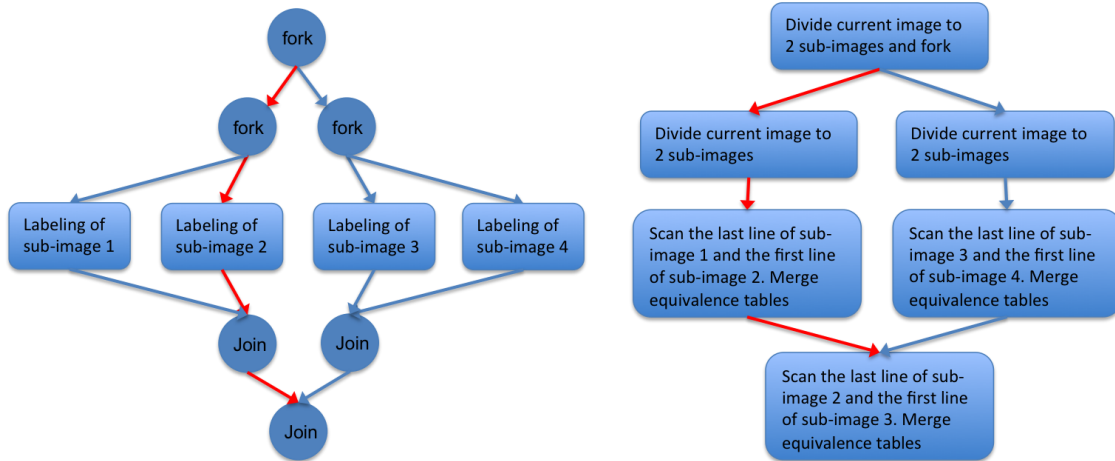 fork
fork
fork
Labeling of
sub-image 1
Labeling of
sub-image 2
Labeling of
sub-image 3
Labeling of
sub-image 4
Join
Join
Join
Divide current image to
2 sub-images and fork
Divide current image to
2 sub-images
Divide current image to
2 sub-images
Scan the last line of sub-
image 1 and the first line
of sub-image 2. Merge
equivalence tables
Scan the last line of sub-
image 3 and the first line
of sub-image 4. Merge
equivalence tables
Scan the last line of sub-
image 2 and the first line
of sub-image 3. Merge
equivalence tables